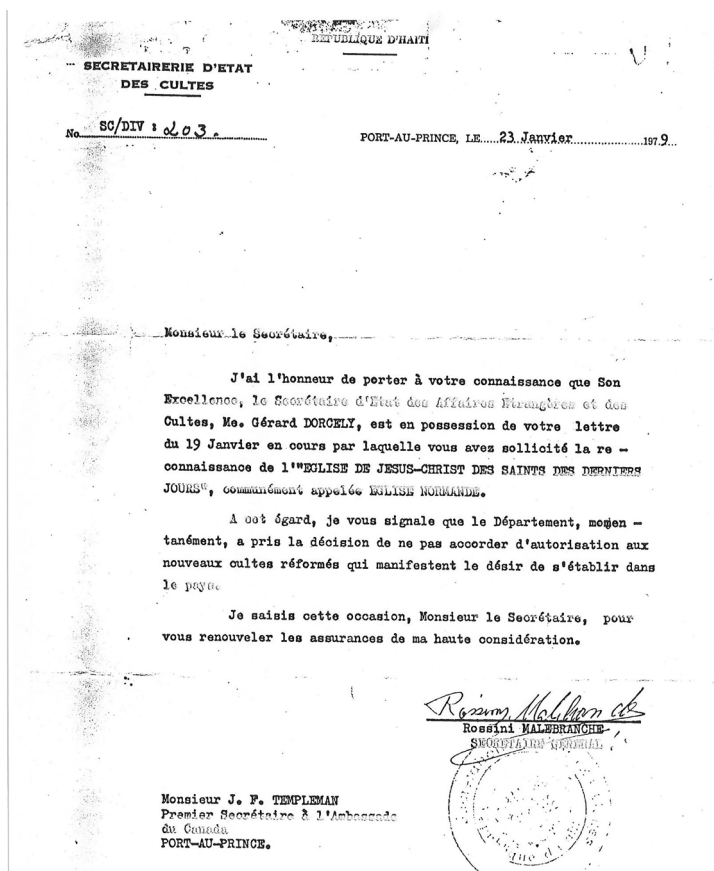 REPUBLIQUE D'HAITI
SECRETAIRERIE D'ETAT
DES CULTES
No SC/DIV : 203.
PORT-AU-PRINCE, LE 23 Janvier 1979
Monsieur le Secrétaire,
J'ai l'honneur de porter à votre connaissance que Son
Excellence, le Secrétaire d'Etat des Affaires Etrangères et des
Cultes, Me. Gérard DORCELY, est en possession de votre lettre
du 19 Janvier en cours par laquelle vous avez sollicité la re -
connaissance de l'"EGLISE DE JESUS-CHRIST DES SAINTS DES DERNIERS
JOURS", communément appelée EGLISE NORMANDE.
A cet égard, je vous signale que le Département, momen -
tanément, a pris la décision de ne pas accorder d'autorisation aux
nouveaux cultes réformés qui manifestent le désir de s'établir dans
le pays.
Je saisis cette occasion, Monsieur le Secrétaire, pour
vous renouveler les assurances de ma haute considération.
Rossini MALEBRANCHE
SECRETAIRE GENERAL
Monsieur J. F. TEMPLEMAN
Premier Secrétaire à l'Ambassade
du Canada
PORT-AU-PRINCE.